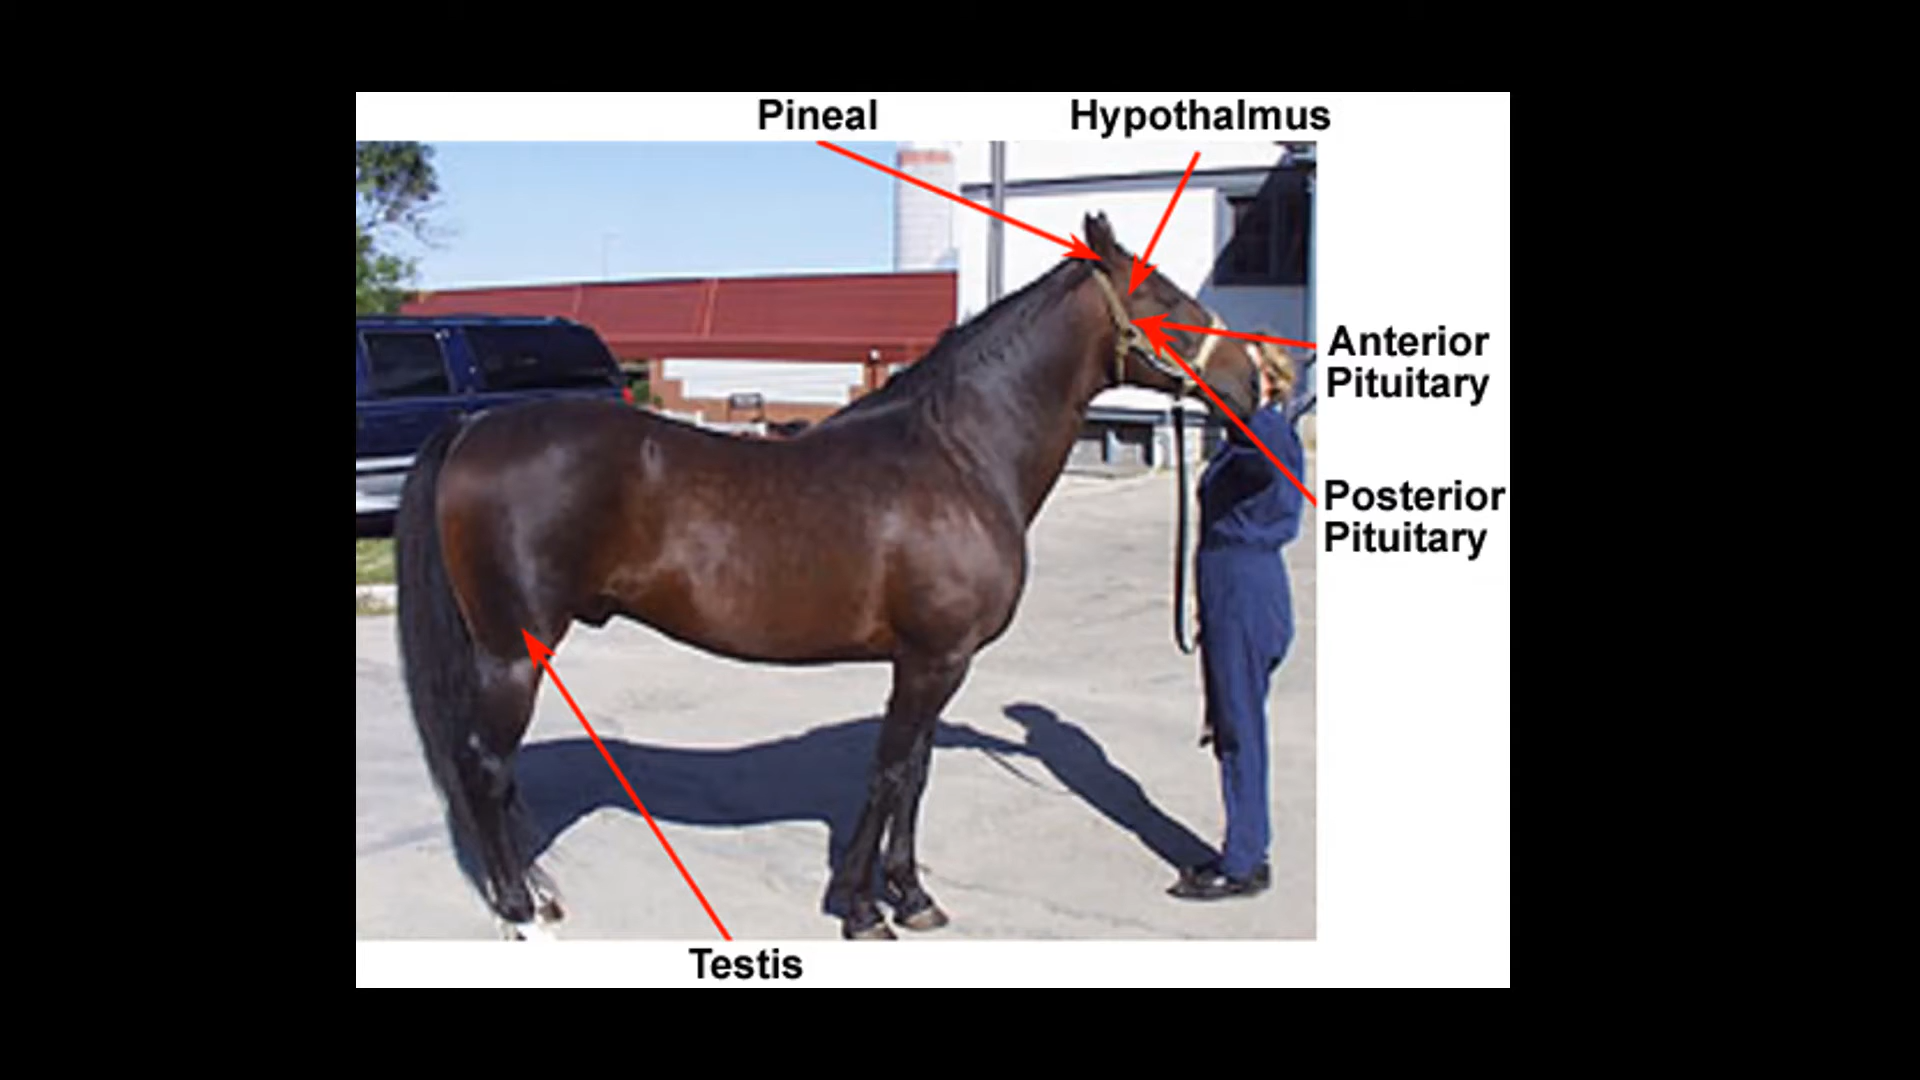 Pineal
Hypothalmus
Anterior
Pituitary
Posterior
Pituitary
Testis